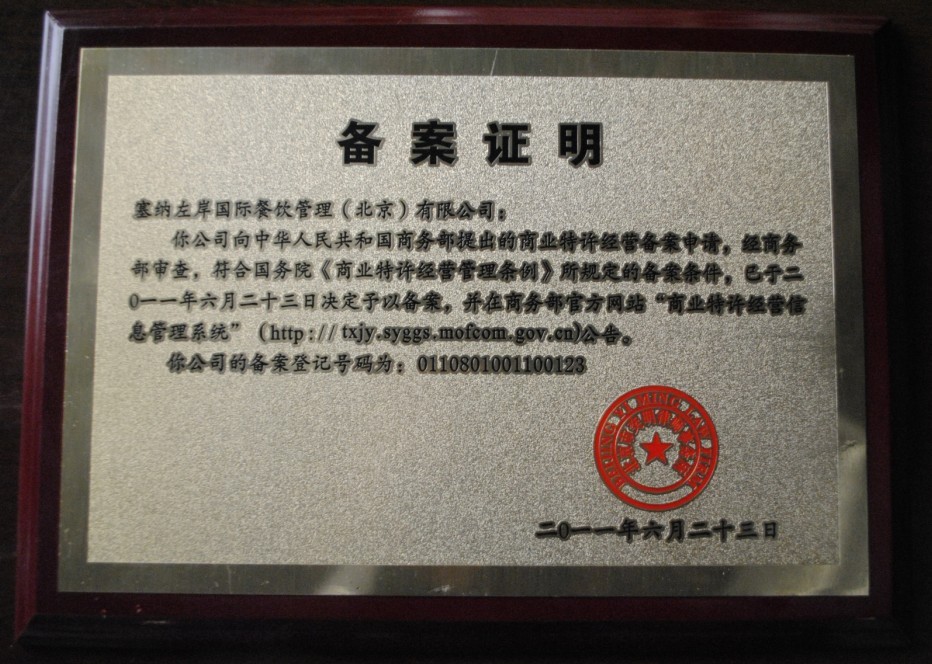 备案证明
塞纳左岸国际餐饮管理（北京）有限公司：
你公司向中华人民共和国商务部提出的商业特许经营备案申请，经商务
部审查，符合国务院《商业特许经营管理条例》所规定的备案条件，已于二
0一一年六月二十三日决定予以备案，并在商务部官方网站“商业特许经营信
息管理系统”（http://txjy.syggs.mofcom.gov.cn)公告。
你公司的备案登记号码为：0110801001100123
二0一一年六月二十三日